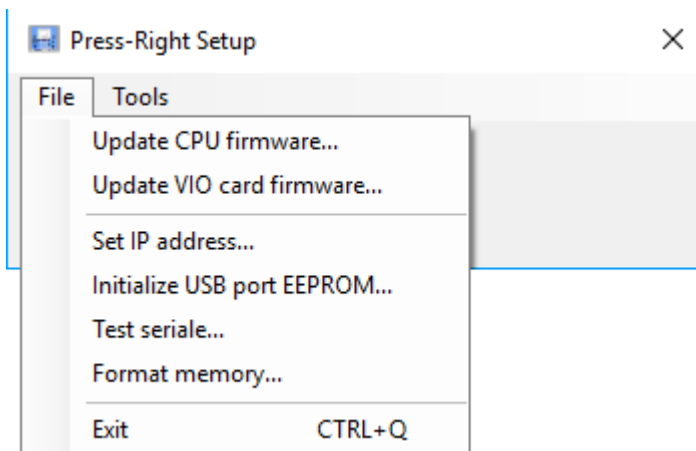 Press-Right Setup
File Tools
Update CPU firmware...
Update VIO card firmware...
Set IP address...
Initialize USB port EEPROM...
Test seriale...
Format memory...
Exit CTRL+Q